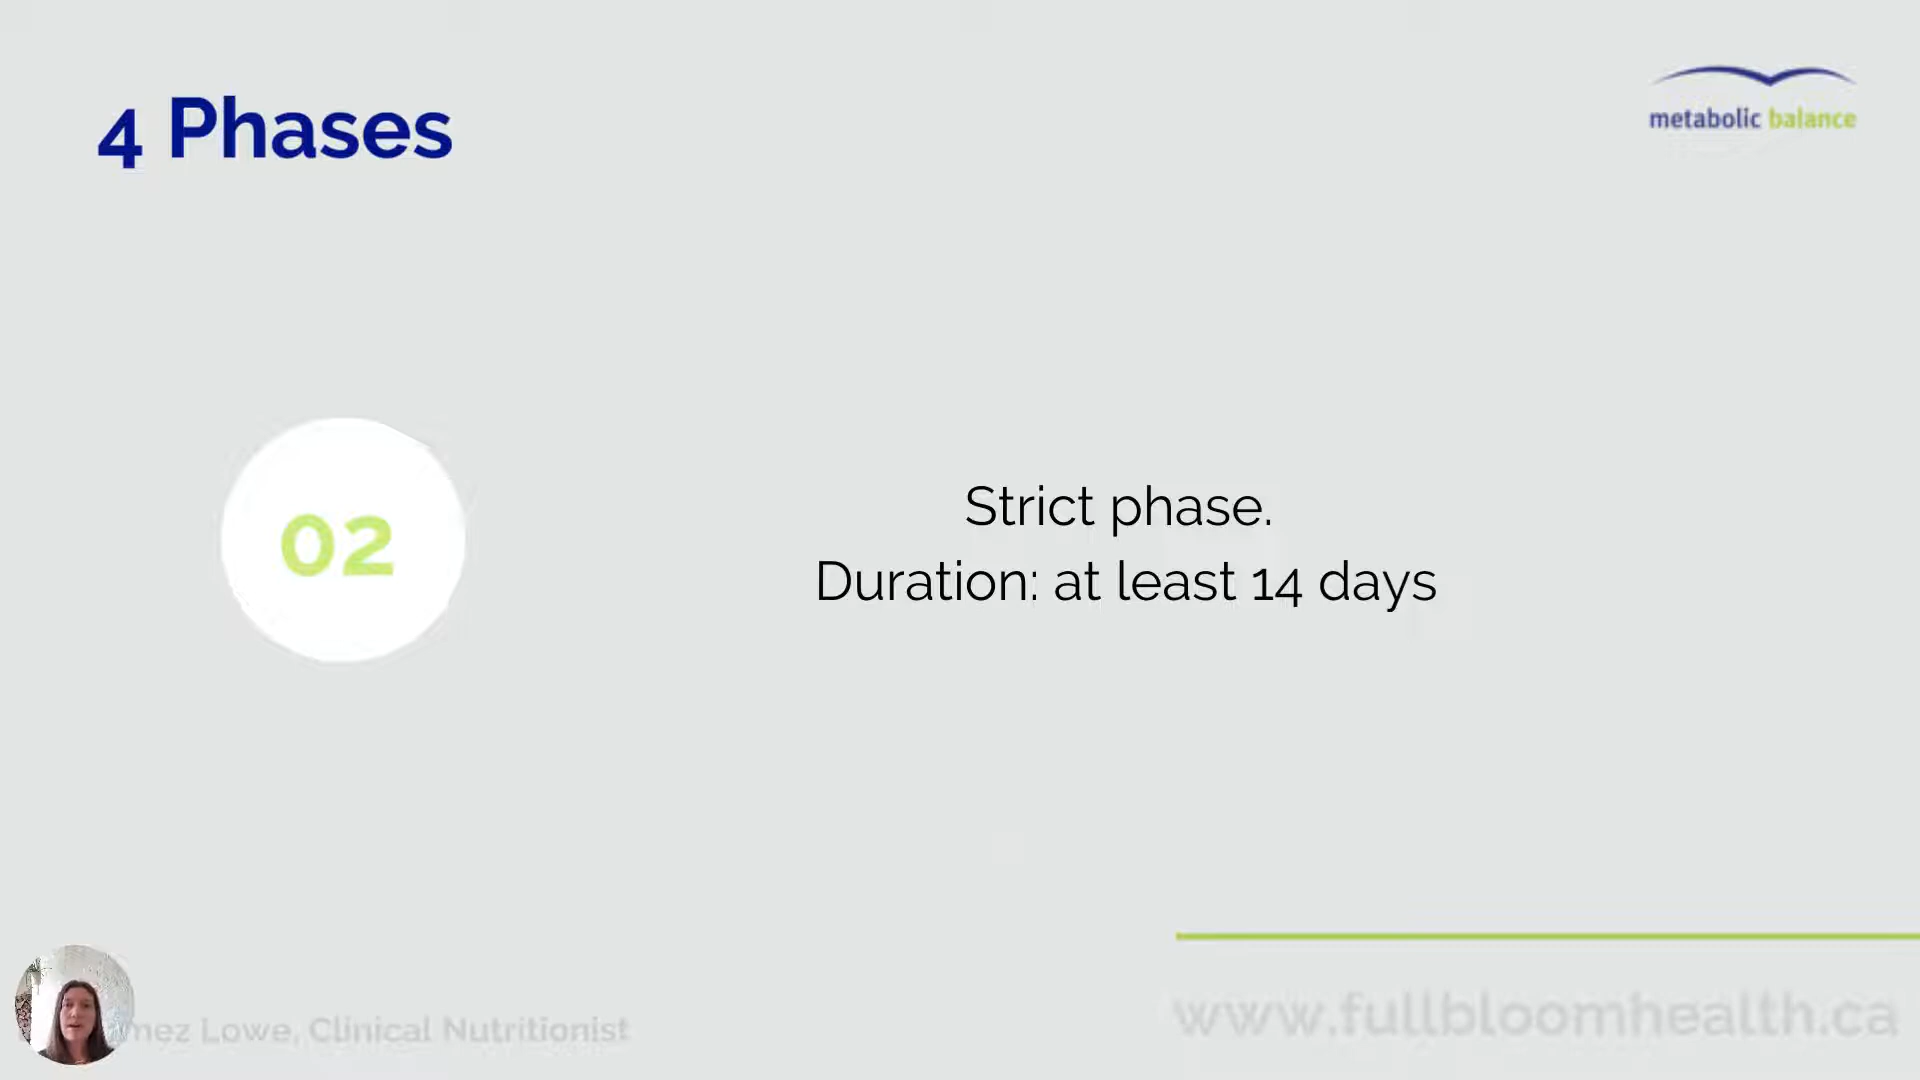 4 Phases
metabolic balance
02
Strict phase.
Duration: at least 14 days
Lowe, Clinical Nutritionist
www.fullbloomhealth.ca